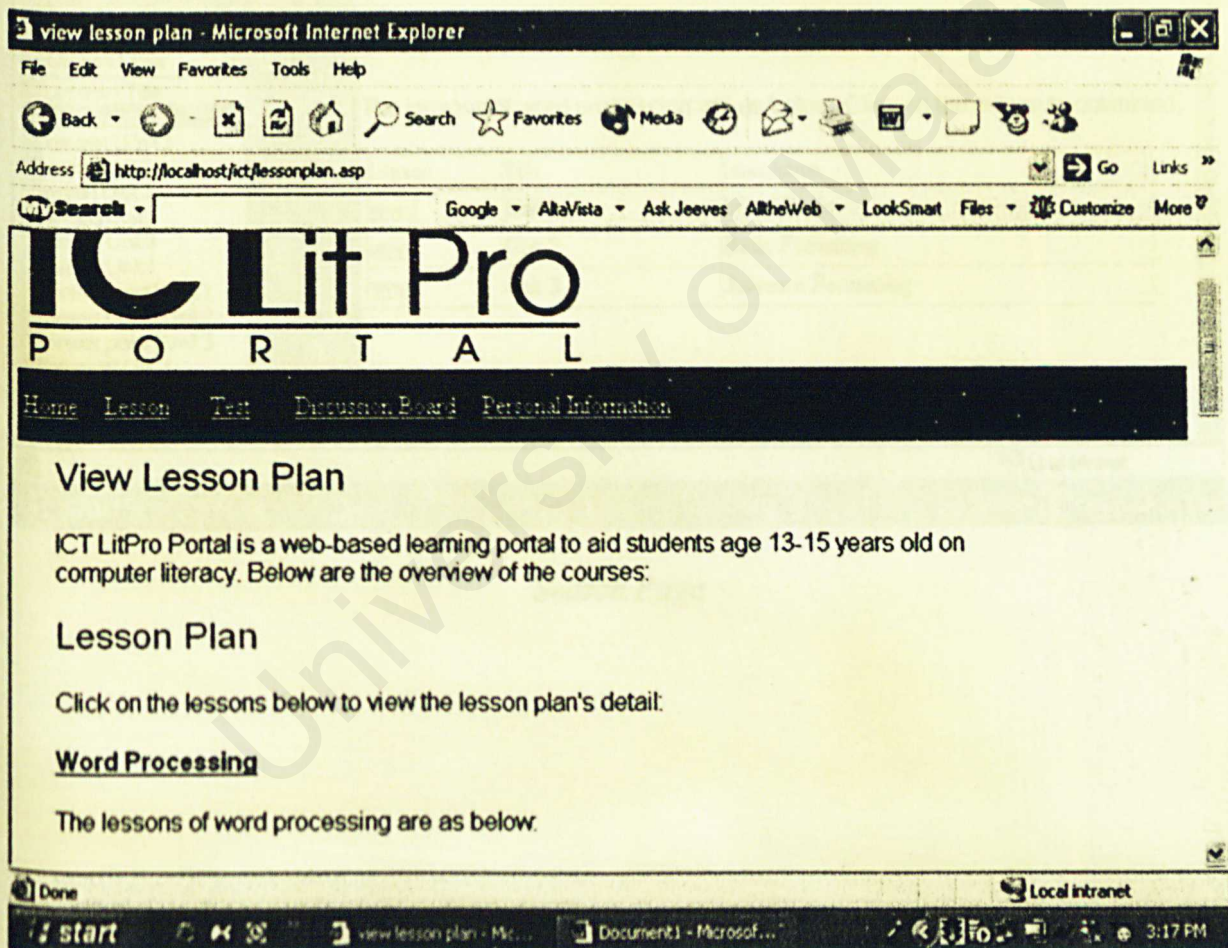 view lesson plan - Microsoft Internet Explorer
File Edit View Favorites Tools Help
Back Search Favorites Media
Address http://localhost/ict/lessonplan.asp Go Links »
My Search Google AltaVista Ask Jeeves AlltheWeb LookSmart Files Customize More
ICT Lit Pro
PORTAL
Home Lesson Test Discussion Board Personal Information
View Lesson Plan
ICT LitPro Portal is a web-based learning portal to aid students age 13-15 years old on
computer literacy. Below are the overview of the courses:
Lesson Plan
Click on the lessons below to view the lesson plan's detail:
Word Processing
The lessons of word processing are as below:
Done Local intranet
start view lesson plan - Mic... Document1 - Microsof... 3:17 PM
University of Malay